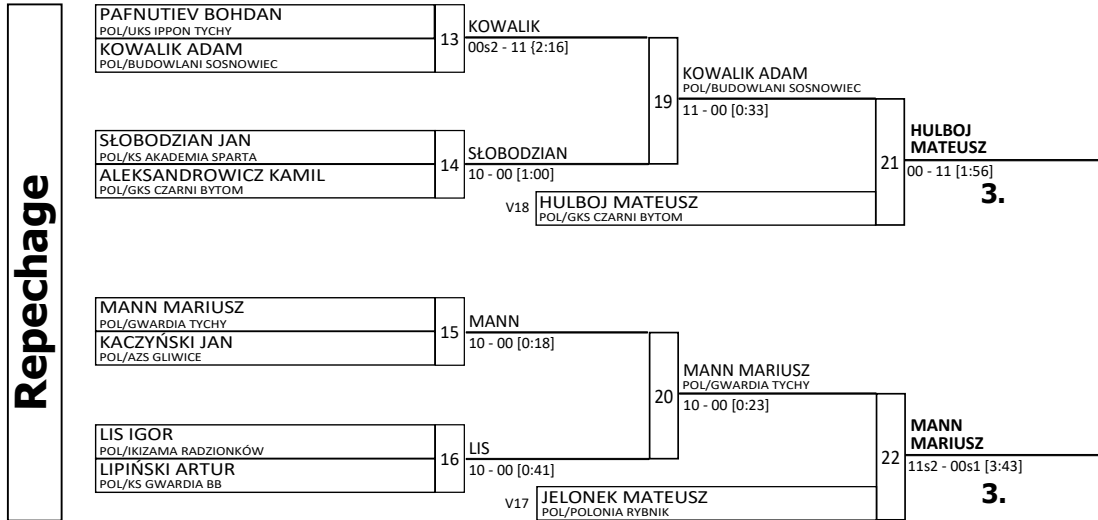 Repechage
PAFNUTIEV BOHDAN
POL/UKS IPPON TYCHY
KOWALIK ADAM
POL/BUDOWLANI SOSNOWIEC
13
KOWALIK
00s2 - 11 {2:16]
SŁOBODZIAN JAN
POL/KS AKADEMIA SPARTA
ALEKSANDROWICZ KAMIL
POL/GKS CZARNI BYTOM
14
SŁOBODZIAN
10 - 00 [1:00]
19
KOWALIK ADAM
POL/BUDOWLANI SOSNOWIEC
11 - 00 [0:33]
V18
HULBOJ MATEUSZ
POL/GKS CZARNI BYTOM
21
HULBOJ
MATEUSZ
00 - 11 [1:56]
3.
MANN MARIUSZ
POL/GWARDIA TYCHY
KACZYŃSKI JAN
POL/AZS GLIWICE
15
MANN
10 - 00 [0:18]
LIS IGOR
POL/IKIZAMA RADZIONKÓW
LIPIŃSKI ARTUR
POL/KS GWARDIA BB
16
LIS
10 - 00 [0:41]
20
MANN MARIUSZ
POL/GWARDIA TYCHY
10 - 00 [0:23]
V17
JELONEK MATEUSZ
POL/POLONIA RYBNIK
22
MANN
MARIUSZ
11s2 - 00s1 [3:43]
3.